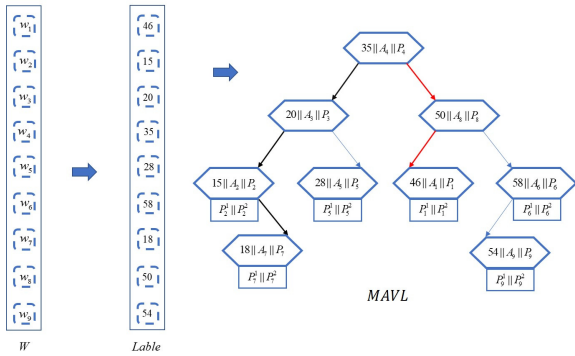 w₁
w₂
w₃
w₄
w₅
w₆
w₇
w₈
w₉
W
46
15
20
35
28
58
18
50
54
Lable
35 || A₄ || P₄
20 || A₃ || P₃
50 || A₈ || P₈
15 || A₂ || P₂
28 || A₅ || P₅
46 || A₁ || P₁
58 || A₆ || P₆
P₂¹ || P₂²
P₅¹ || P₅²
P₁¹ || P₁²
P₆¹ || P₆²
18 || A₇ || P₇
54 || A₉ || P₉
P₇¹ || P₇²
P₉¹ || P₉²
MAVL